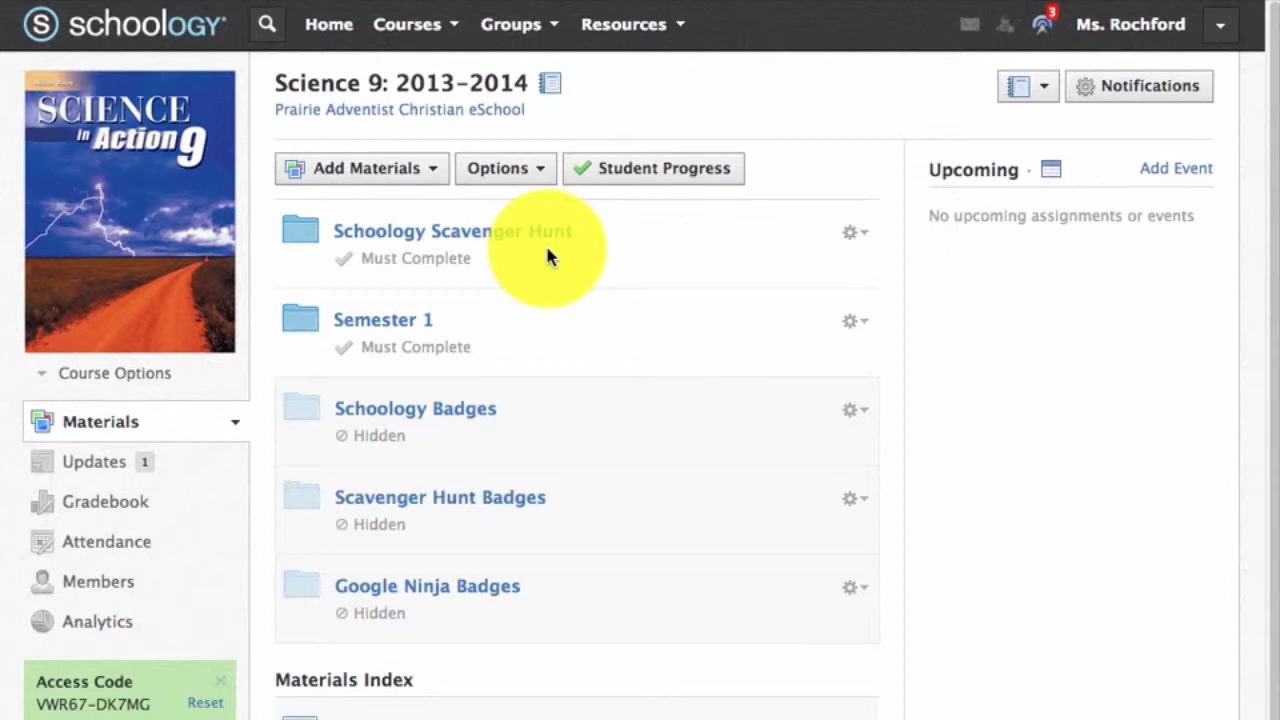 schoology
Home
Courses
Groups
Resources
3
Ms. Rochford
SCIENCE
in Action 9
Science 9: 2013-2014
Prairie Adventist Christian eSchool
Notifications
Add Materials
Options
Student Progress
Upcoming ·
Add Event
No upcoming assignments or events
Schoology Scavenger Hunt
Must Complete
Semester 1
Must Complete
Schoology Badges
Hidden
Scavenger Hunt Badges
Hidden
Google Ninja Badges
Hidden
Materials Index
Course Options
Materials
Updates 1
Gradebook
Attendance
Members
Analytics
Access Code
VWR67-DK7MG
Reset